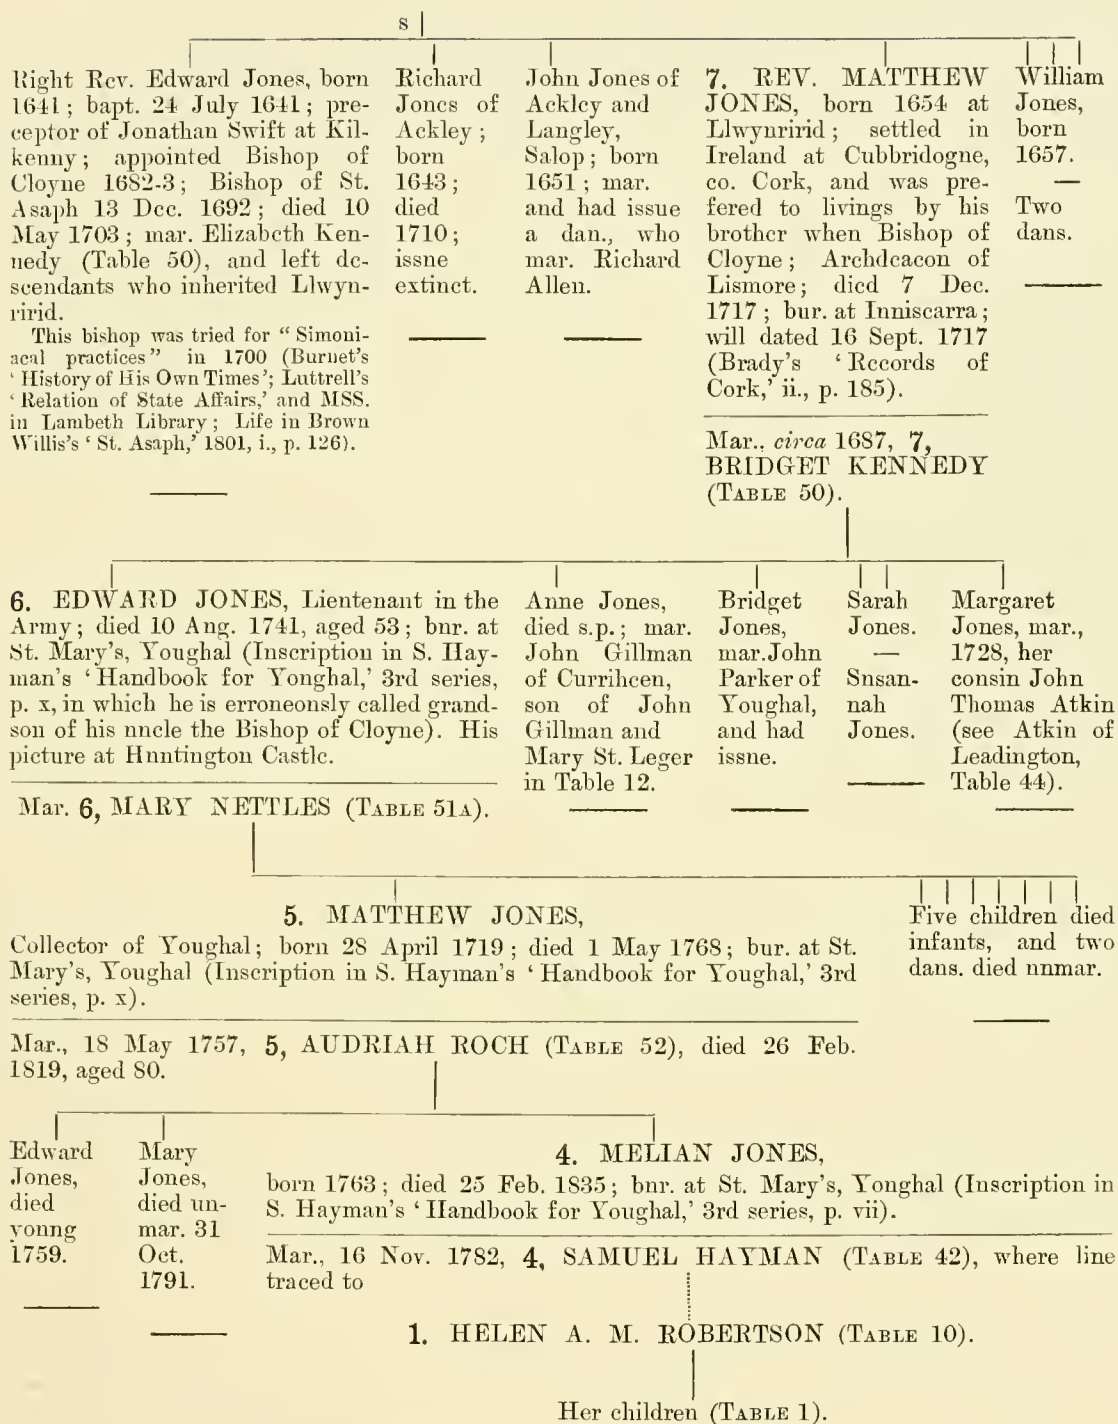 s
Right Rev. Edward Jones, born
1641; bapt. 24 July 1641; pre-
ceptor of Jonathan Swift at Kil-
kenny; appointed Bishop of
Cloyne 1682-3; Bishop of St.
Asaph 13 Dec. 1692; died 10
May 1703; mar. Elizabeth Ken-
nedy (Table 50), and left de-
scendants who inherited Llwyn-
ririd.
This bishop was tried for “Simoni-
acal practices” in 1700 (Burnet's
‘History of His Own Times’; Luttrell's
‘Relation of State Affairs,’ and MSS.
in Lambeth Library; Life in Brown
Willis's ‘St. Asaph,’ 1801, i., p. 126).
Richard
Jones of
Ackley;
born
1643;
died
1710;
issue
extinct.
John Jones of
Ackley and
Langley,
Salop; born
1651; mar.
and had issue
a dau., who
mar. Richard
Allen.
7. REV. MATTHEW
JONES, born 1654 at
Llwynririd; settled in
Ireland at Cubbridogne,
co. Cork, and was pre-
fered to livings by his
brother when Bishop of
Cloyne; Archdeacon of
Lismore; died 7 Dec.
1717; bur. at Inniscarra;
will dated 16 Sept. 1717
(Brady's ‘Records of
Cork,’ ii., p. 185).
Mar., circa 1687, 7,
BRIDGET KENNEDY
(TABLE 50).
William
Jones,
born
1657.
—
Two
daus.
6. EDWARD JONES, Lieutenant in the
Army; died 10 Aug. 1741, aged 53; bur. at
St. Mary's, Youghal (Inscription in S. Hay-
man's ‘Handbook for Youghal,’ 3rd series,
p. x, in which he is erroneously called grand-
son of his uncle the Bishop of Cloyne). His
picture at Huntington Castle.
Mar. 6, MARY NETTLES (TABLE 51A).
Anne Jones,
died s.p.; mar.
John Gillman
of Curriheen,
son of John
Gillman and
Mary St. Leger
in Table 12.
Bridget
Jones,
mar. John
Parker of
Youghal,
and had
issue.
Sarah
Jones.
—
Susan-
nah
Jones.
Margaret
Jones, mar.,
1728, her
cousin John
Thomas Atkin
(see Atkin of
Leadington,
Table 44).
5. MATTHEW JONES,
Collector of Youghal; born 28 April 1719; died 1 May 1768; bur. at St.
Mary's, Youghal (Inscription in S. Hayman's ‘Handbook for Youghal,’ 3rd
series, p. x).
Mar., 18 May 1757, 5, AUDRIAH ROCH (TABLE 52), died 26 Feb.
1819, aged 80.
Five children died
infants, and two
daus. died unmar.
Edward
Jones,
died
young
1759.
Mary
Jones,
died un-
mar. 31
Oct.
1791.
4. MELIAN JONES,
born 1763; died 25 Feb. 1835; bur. at St. Mary's, Youghal (Inscription in
S. Hayman's ‘Handbook for Youghal,’ 3rd series, p. vii).
Mar., 16 Nov. 1782, 4, SAMUEL HAYMAN (TABLE 42), where line
traced to
1. HELEN A. M. ROBERTSON (TABLE 10).
Her children (TABLE 1).